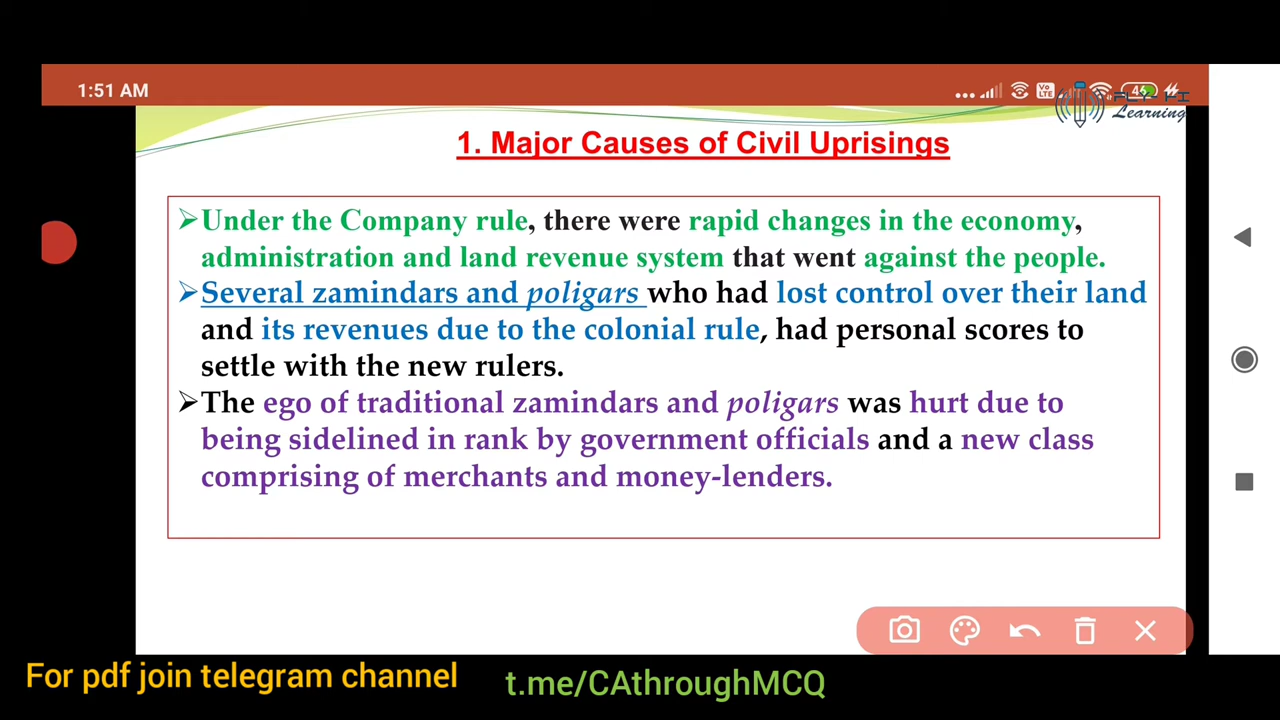 1:51 AM
Vo
LTE
46
Learning
1. Major Causes of Civil Uprisings
➢Under the Company rule, there were rapid changes in the economy,
administration and land revenue system that went against the people.
➢Several zamindars and poligars who had lost control over their land
and its revenues due to the colonial rule, had personal scores to
settle with the new rulers.
➢The ego of traditional zamindars and poligars was hurt due to
being sidelined in rank by government officials and a new class
comprising of merchants and money-lenders.
For pdf join telegram channel
t.me/CAthroughMCQ